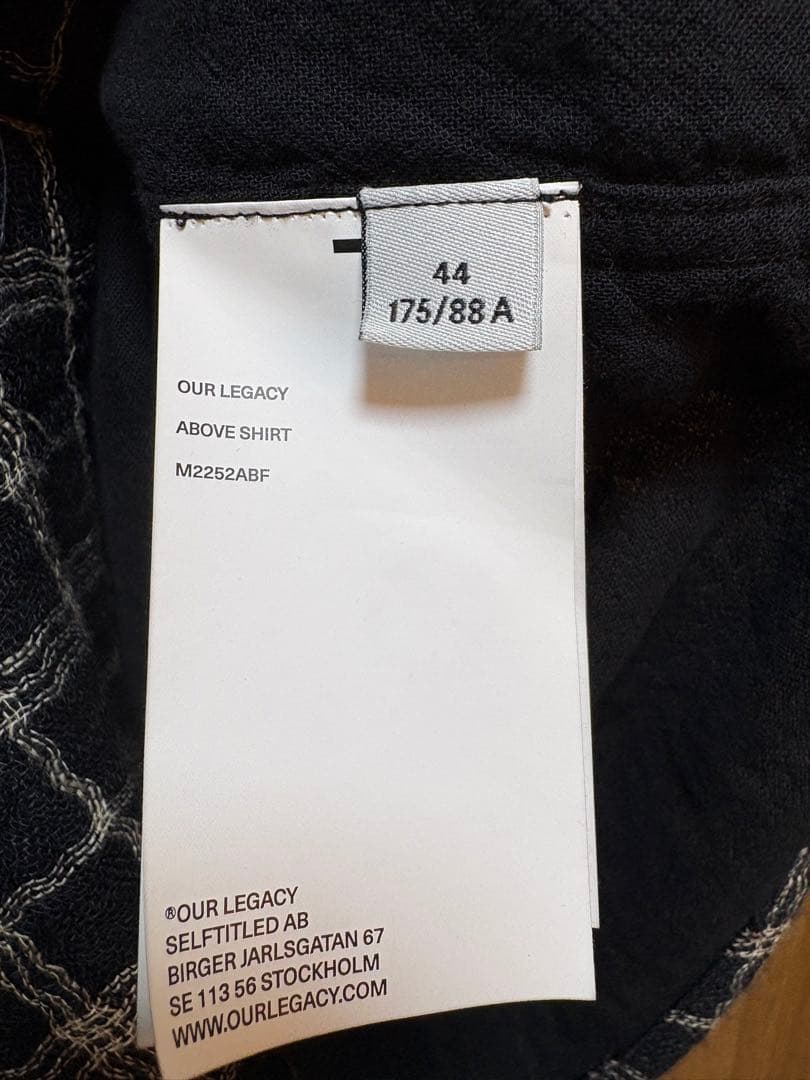 44
175/88 A
OUR LEGACY
ABOVE SHIRT
M2252ABF
®OUR LEGACY
SELFTITLED AB
BIRGER JARLSGATAN 67
SE 113 56 STOCKHOLM
WWW.OURLEGACY.COM